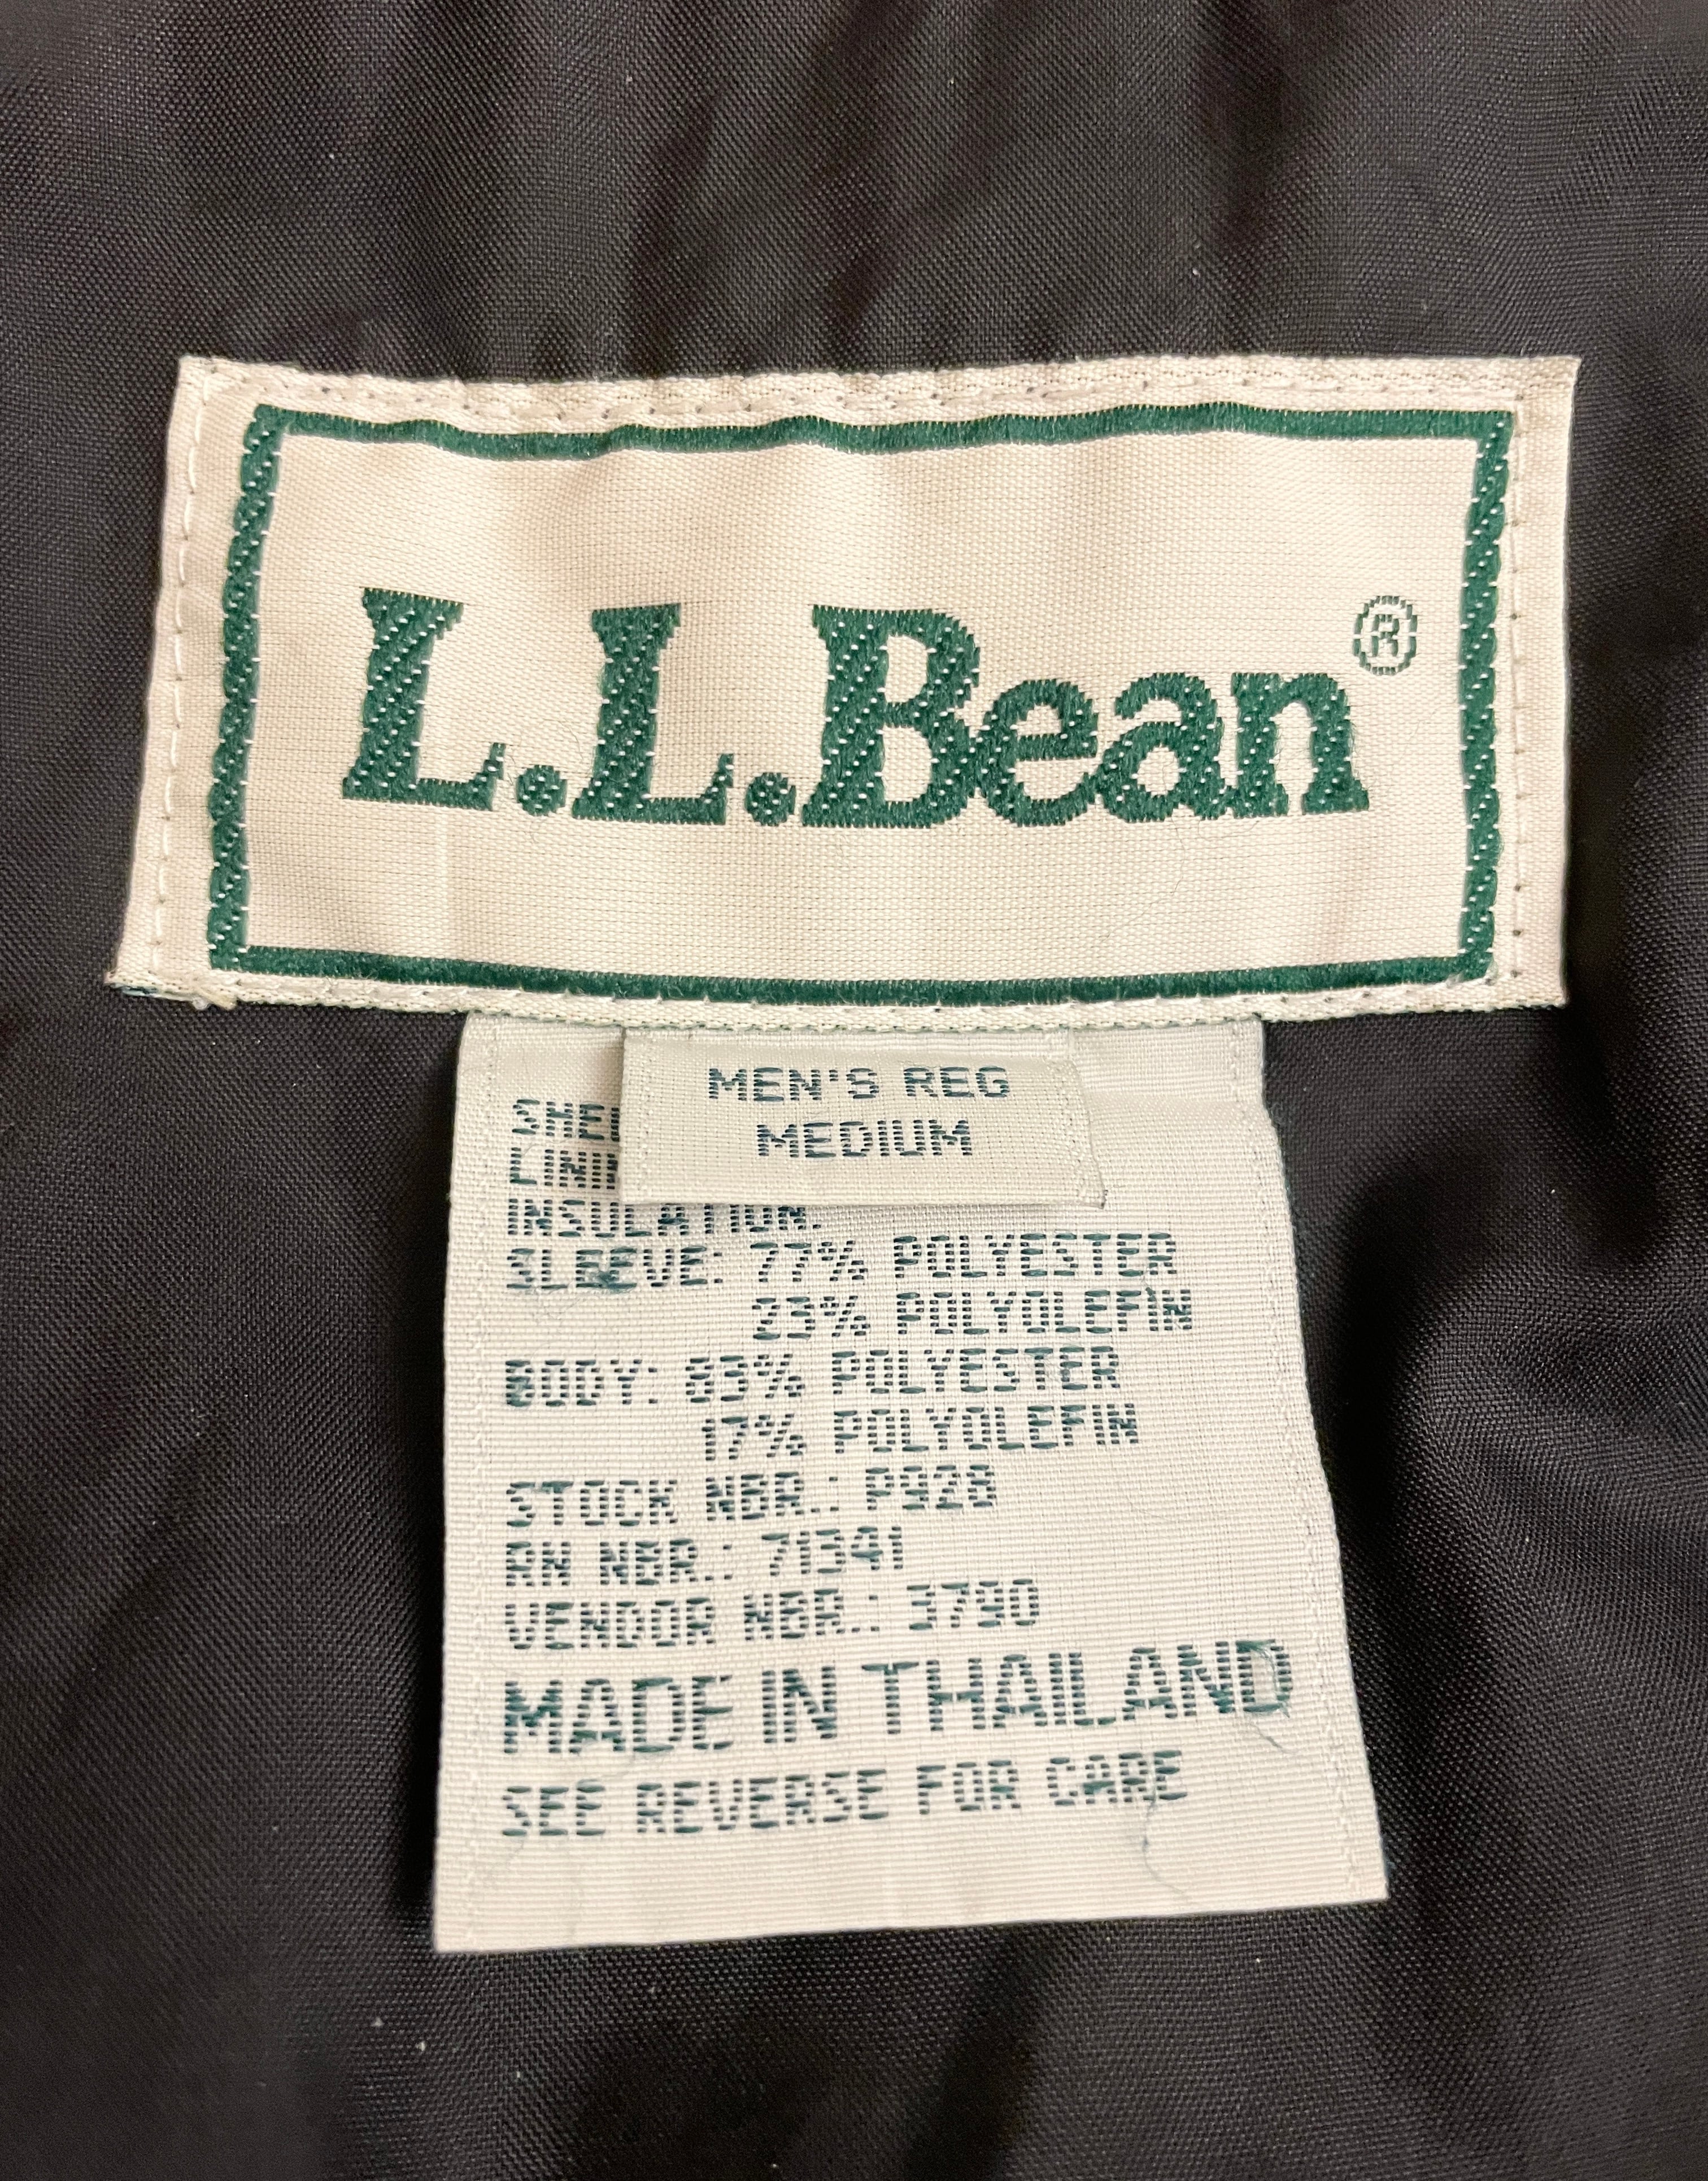 L.L.Bean®
MEN'S REG
MEDIUM
INSULATION:
SLEEVE: 77% POLYESTER
23% POLYOLEFIN
BODY: 83% POLYESTER
17% POLYOLEFIN
STOCK NBR.: P928
RN NBR.: 71341
VENDOR NBR.: 3790
MADE IN THAILAND
SEE REVERSE FOR CARE